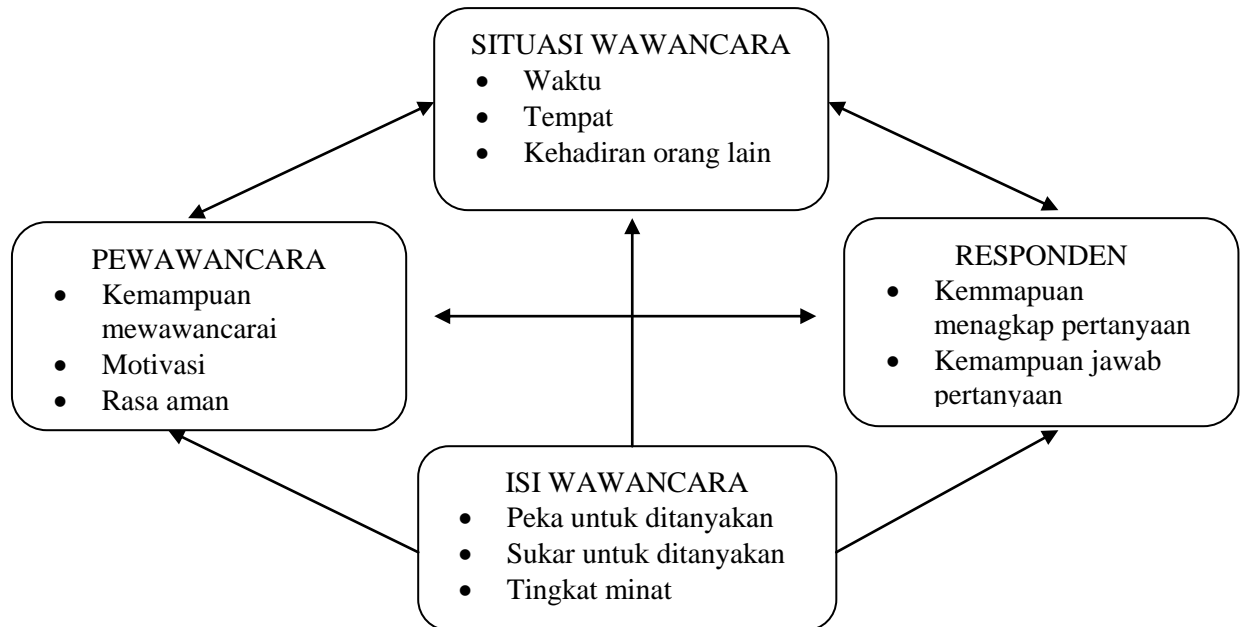 SITUASI WAWANCARA
• Waktu
• Tempat
• Kehadiran orang lain
PEWAWANCARA
• Kemampuan
mewawancarai
• Motivasi
• Rasa aman
RESPONDEN
• Kemmapuan
menagkap pertanyaan
• Kemampuan jawab
pertanyaan
ISI WAWANCARA
• Peka untuk ditanyakan
• Sukar untuk ditanyakan
• Tingkat minat